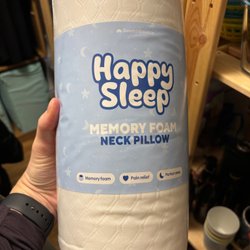 Happy
Sleep
MEMORY FOAM
NECK PILLOW
Memory foam
Pain relief